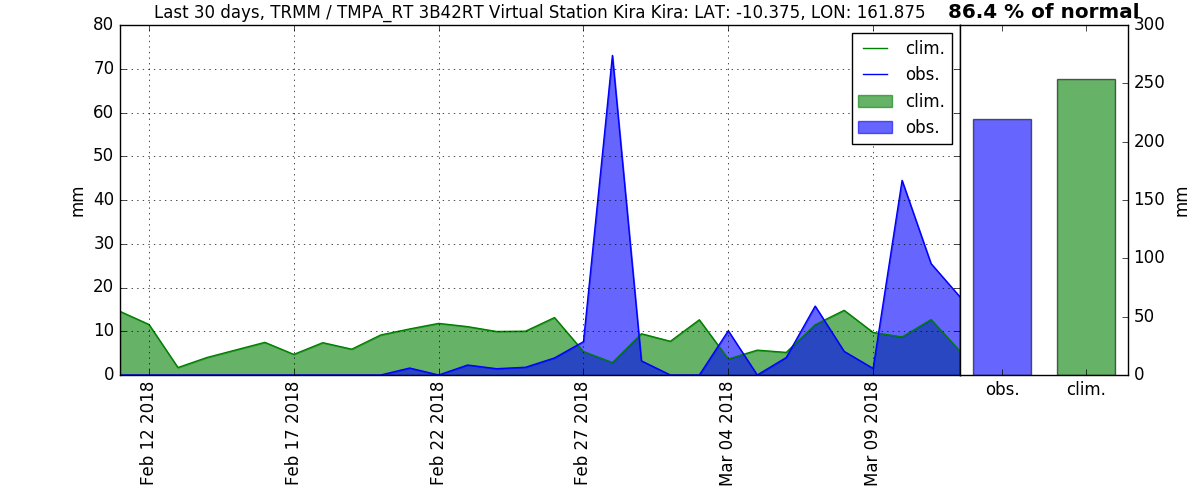 Last 30 days, TRMM / TMPA_RT 3B42RT Virtual Station Kira Kira: LAT: -10.375, LON: 161.875
86.4 % of normal
80
70
60
50
40
30
20
10
0
mm
clim.
obs.
clim.
obs.
Feb 12 2018
Feb 17 2018
Feb 22 2018
Feb 27 2018
Mar 04 2018
Mar 09 2018
300
250
200
150
100
50
0
mm
obs.
clim.